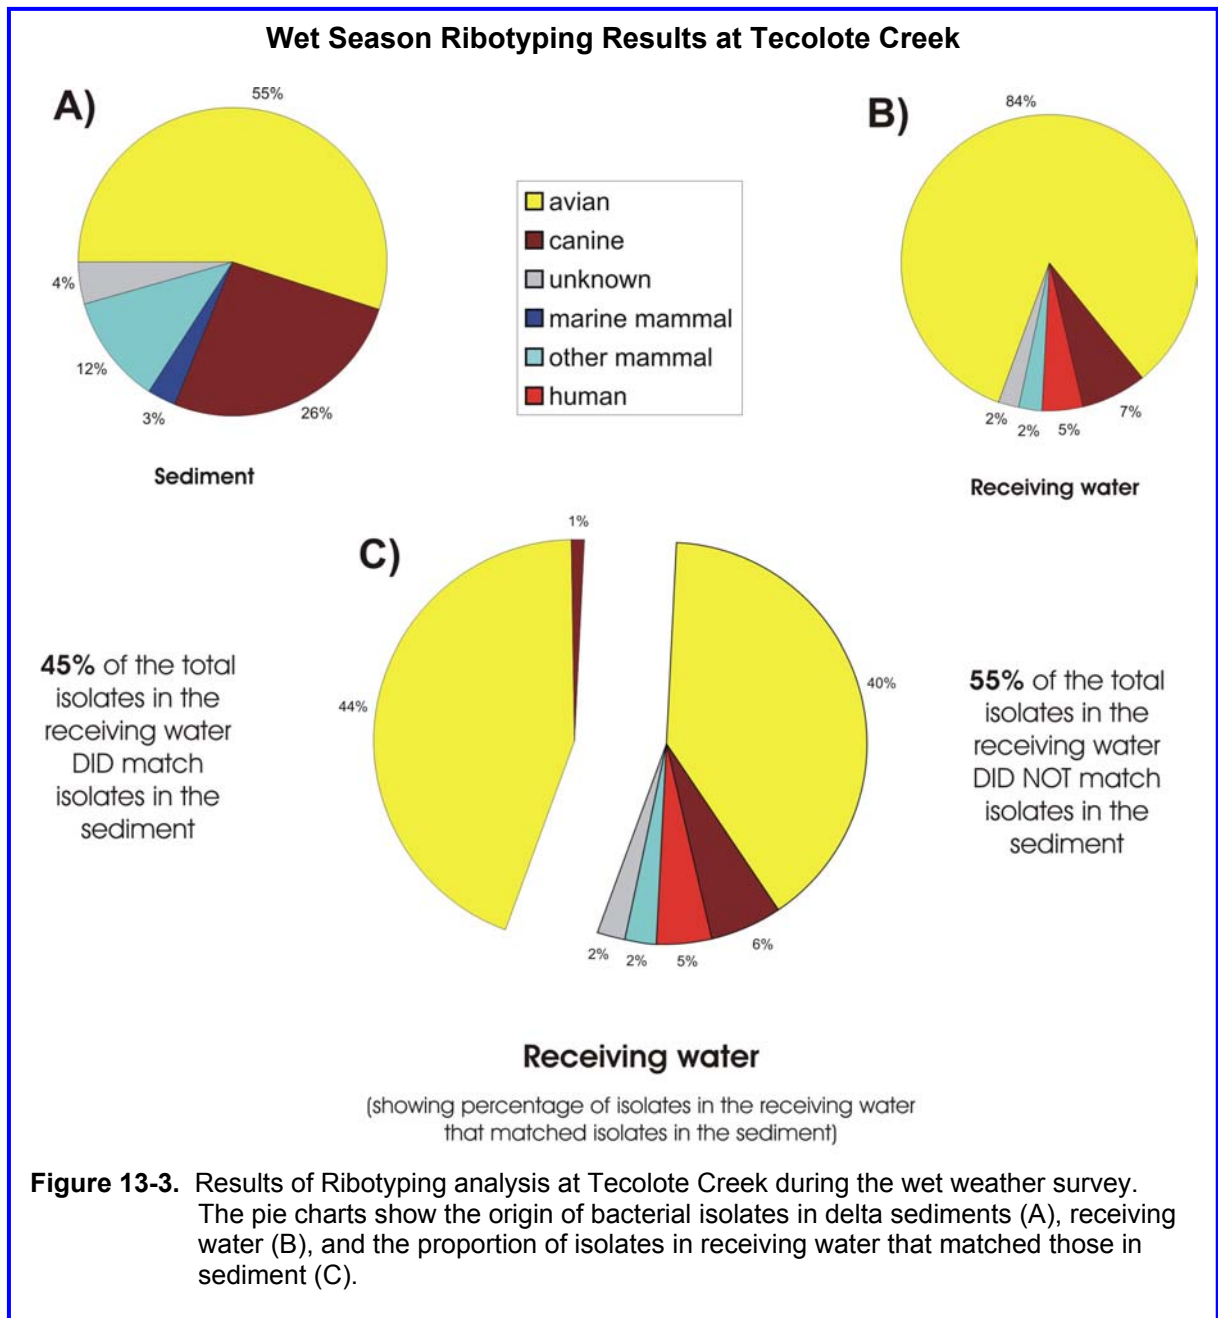 Wet Season Ribotyping Results at Tecolote Creek
A)
55%
4%
12%
3%
26%
Sediment
avian
canine
unknown
marine mammal
other mammal
human
B)
84%
2%
2%
5%
7%
Receiving water
C)
1%
44%
40%
2%
2%
5%
6%
45% of the total
isolates in the
receiving water
DID match
isolates in the
sediment
55% of the total
isolates in the
receiving water
DID NOT match
isolates in the
sediment
Receiving water
(showing percentage of isolates in the receiving water
that matched isolates in the sediment)
Figure 13-3. Results of Ribotyping analysis at Tecolote Creek during the wet weather survey.
The pie charts show the origin of bacterial isolates in delta sediments (A), receiving
water (B), and the proportion of isolates in receiving water that matched those in
sediment (C).